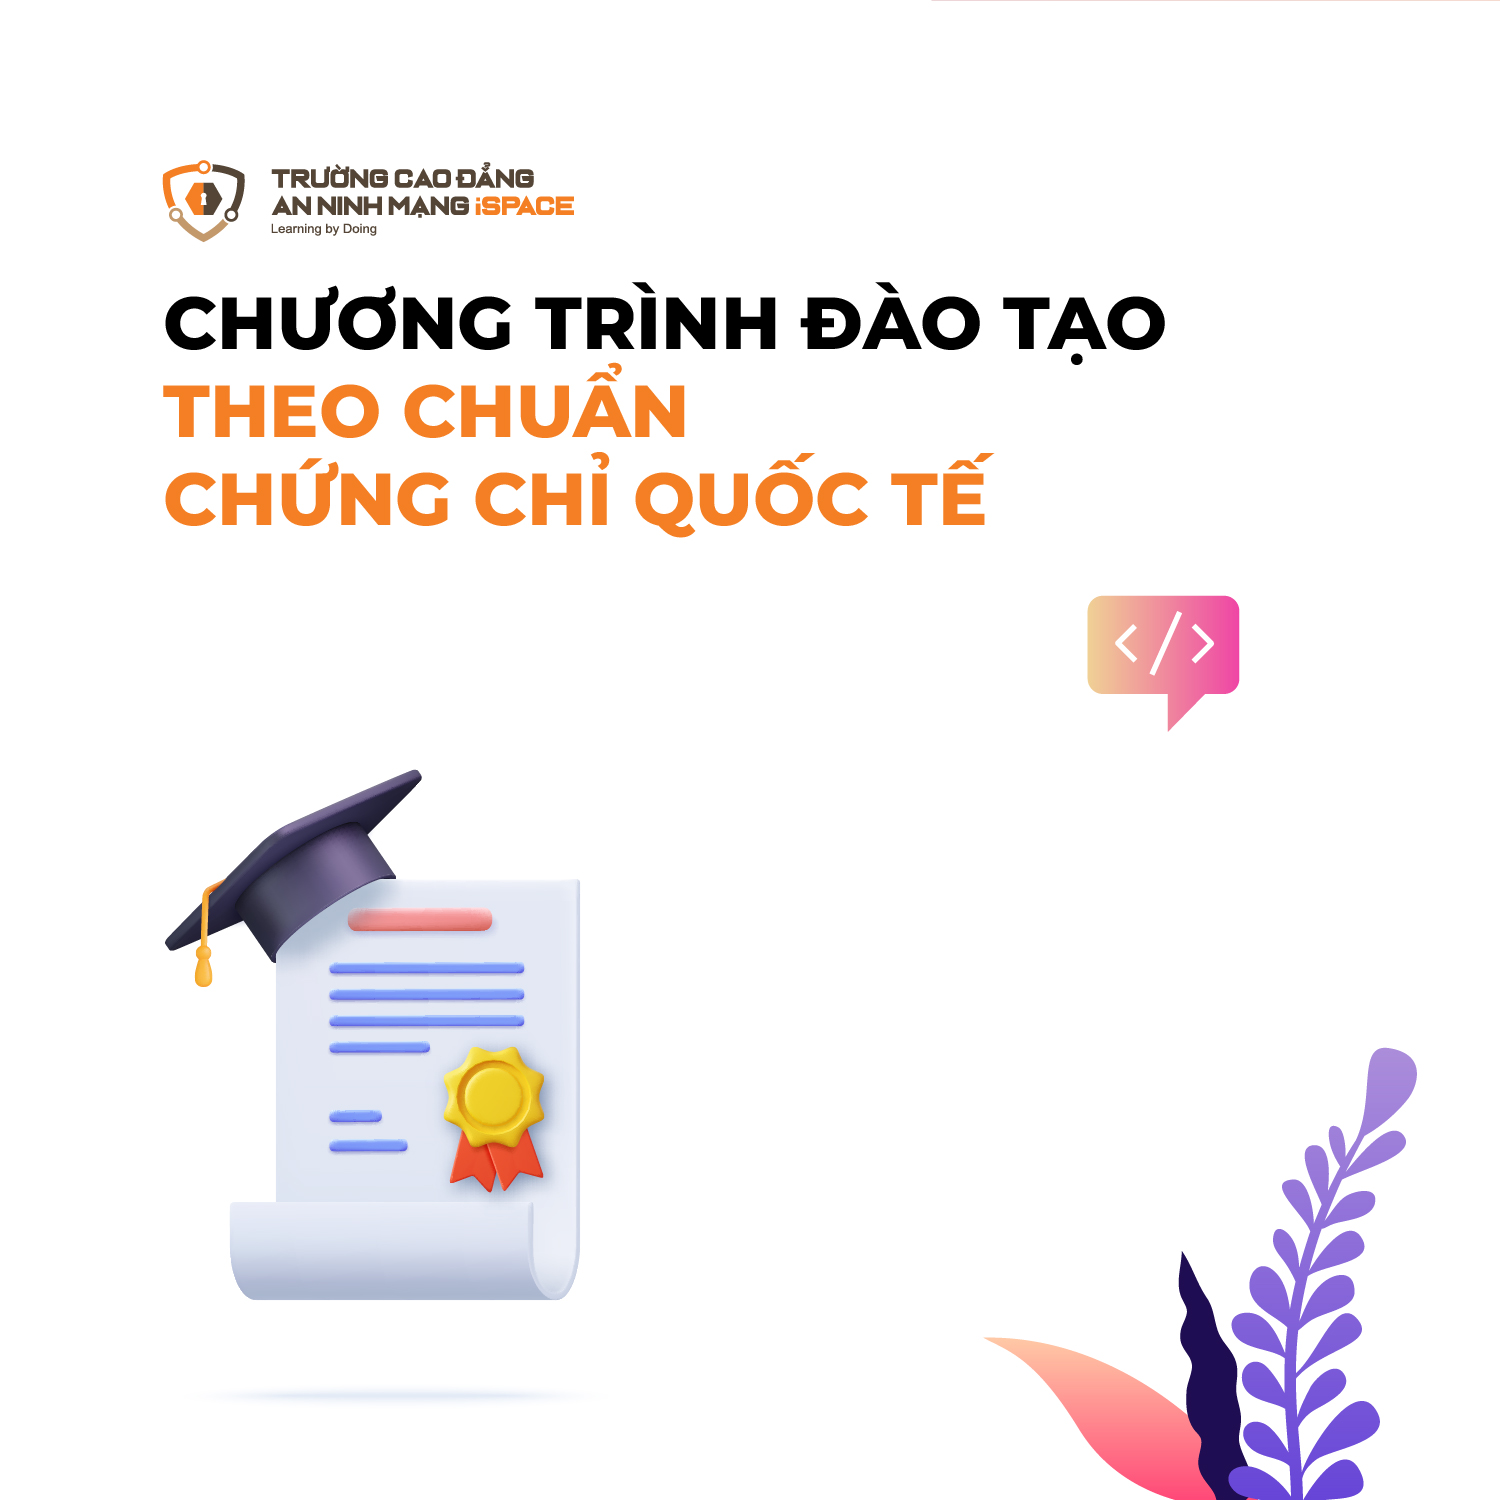 TRƯỜNG CAO ĐẲNG
AN NINH MẠNG iSPACE
Learning by Doing
CHƯƠNG TRÌNH ĐÀO TẠO
THEO CHUẨN
CHỨNG CHỈ QUỐC TẾ
</>